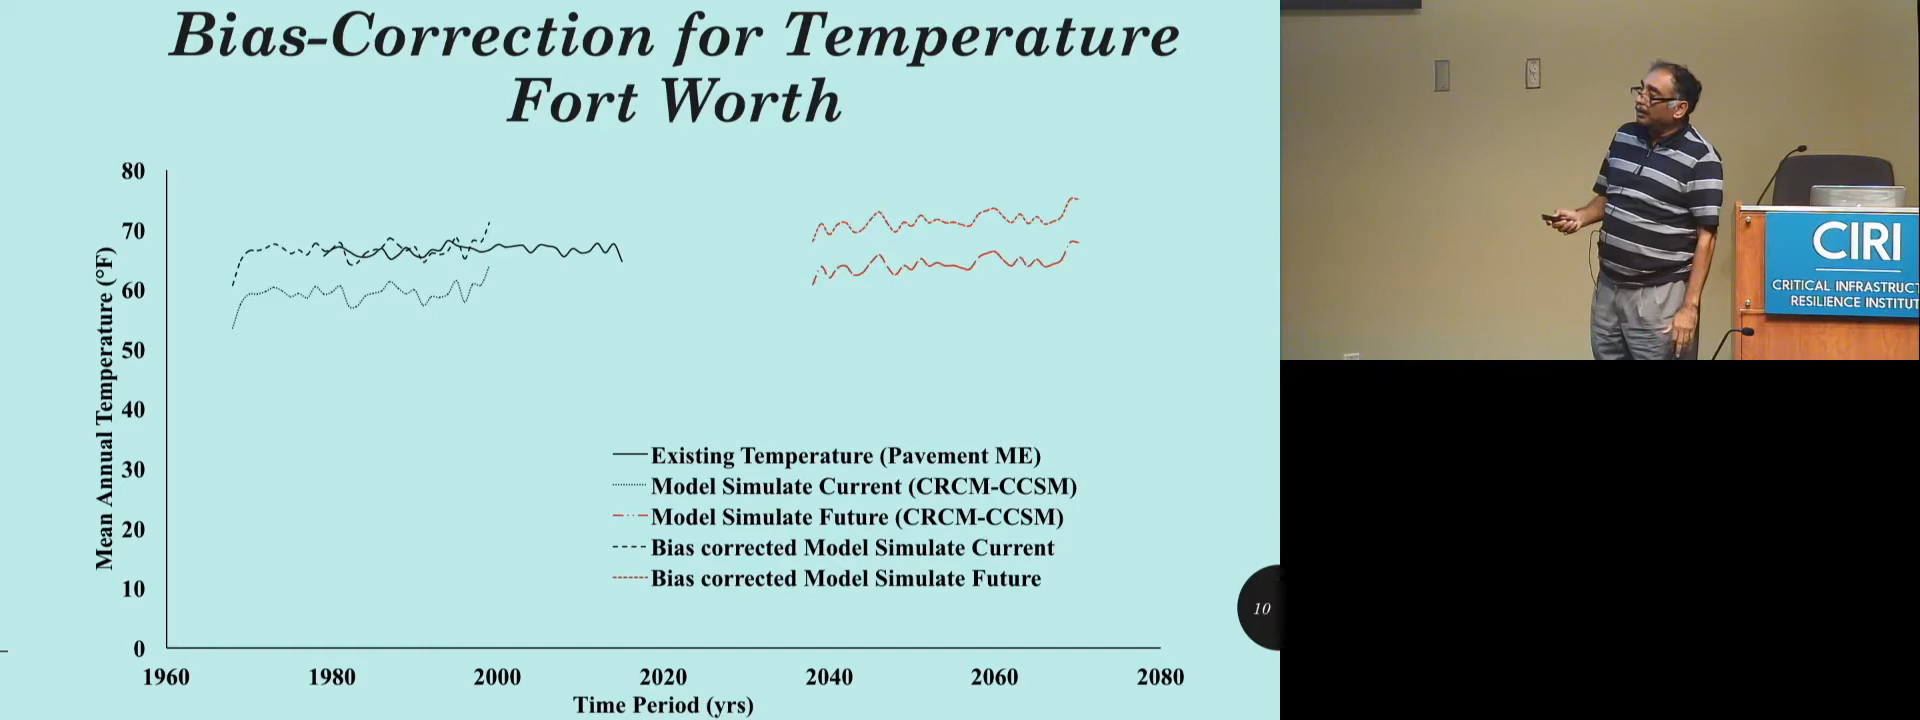 Bias-Correction for Temperature
Fort Worth
80
70
60
50
40
30
20
10
0
Mean Annual Temperature (°F)
Existing Temperature (Pavement ME)
Model Simulate Current (CRCM-CCSM)
Model Simulate Future (CRCM-CCSM)
Bias corrected Model Simulate Current
Bias corrected Model Simulate Future
1960 1980 2000 2020 2040 2060 2080
Time Period (yrs)
10
CIRI
CRITICAL INFRASTRUCT
RESILIENCE INSTITUT